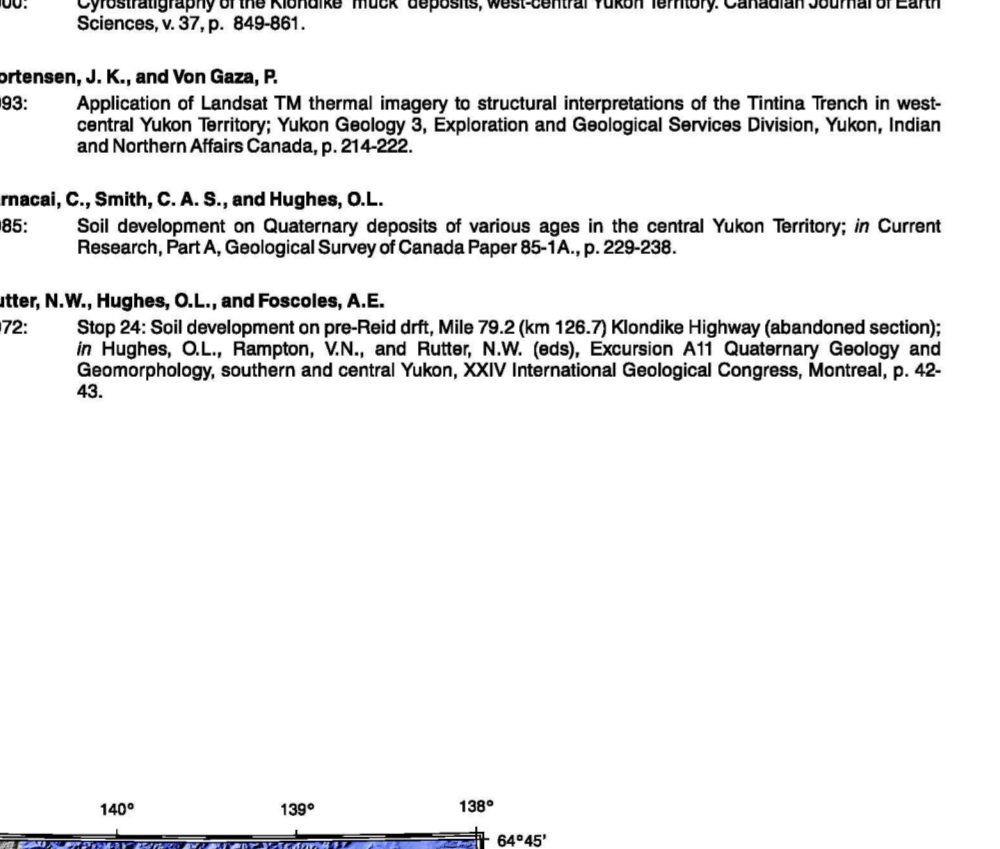 00: Cyrostratigraphy of the Klondike 'muck' deposits, west-central Yukon Territory. Canadian Journal of Earth
Sciences, v. 37, p. 849-861.
ortensen, J. K., and Von Gaza, P.
93: Application of Landsat TM thermal imagery to structural interpretations of the Tintina Trench in west-
central Yukon Territory; Yukon Geology 3, Exploration and Geological Services Division, Yukon, Indian
and Northern Affairs Canada, p. 214-222.
rnacai, C., Smith, C. A. S., and Hughes, O.L.
85: Soil development on Quaternary deposits of various ages in the central Yukon Territory; in Current
Research, Part A, Geological Survey of Canada Paper 85-1A., p. 229-238.
utter, N.W., Hughes, O.L., and Foscoles, A.E.
72: Stop 24: Soil development on pre-Reid drft, Mile 79.2 (km 126.7) Klondike Highway (abandoned section);
in Hughes, O.L., Rampton, V.N., and Rutter, N.W. (eds), Excursion A11 Quaternary Geology and
Geomorphology, southern and central Yukon, XXIV International Geological Congress, Montreal, p. 42-
43.
140° 139° 138°
64°45'